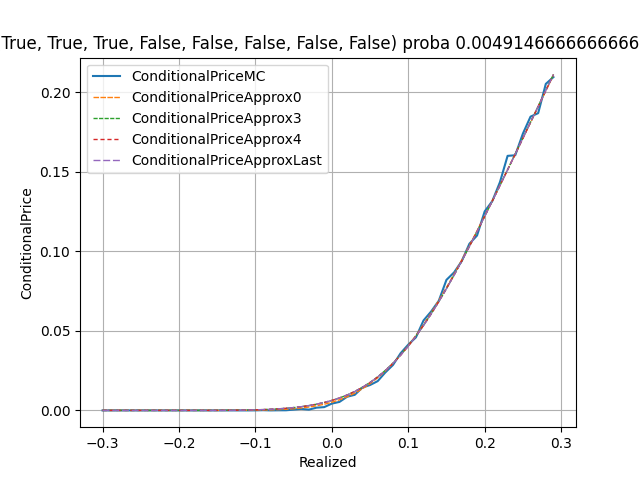 True, True, True, False, False, False, False, False) proba 0.0049146666666666
ConditionalPriceMC
ConditionalPriceApprox0
ConditionalPriceApprox3
ConditionalPriceApprox4
ConditionalPriceApproxLast
0.20
0.15
0.10
0.05
0.00
ConditionalPrice
−0.3 −0.2 −0.1 0.0 0.1 0.2 0.3
Realized